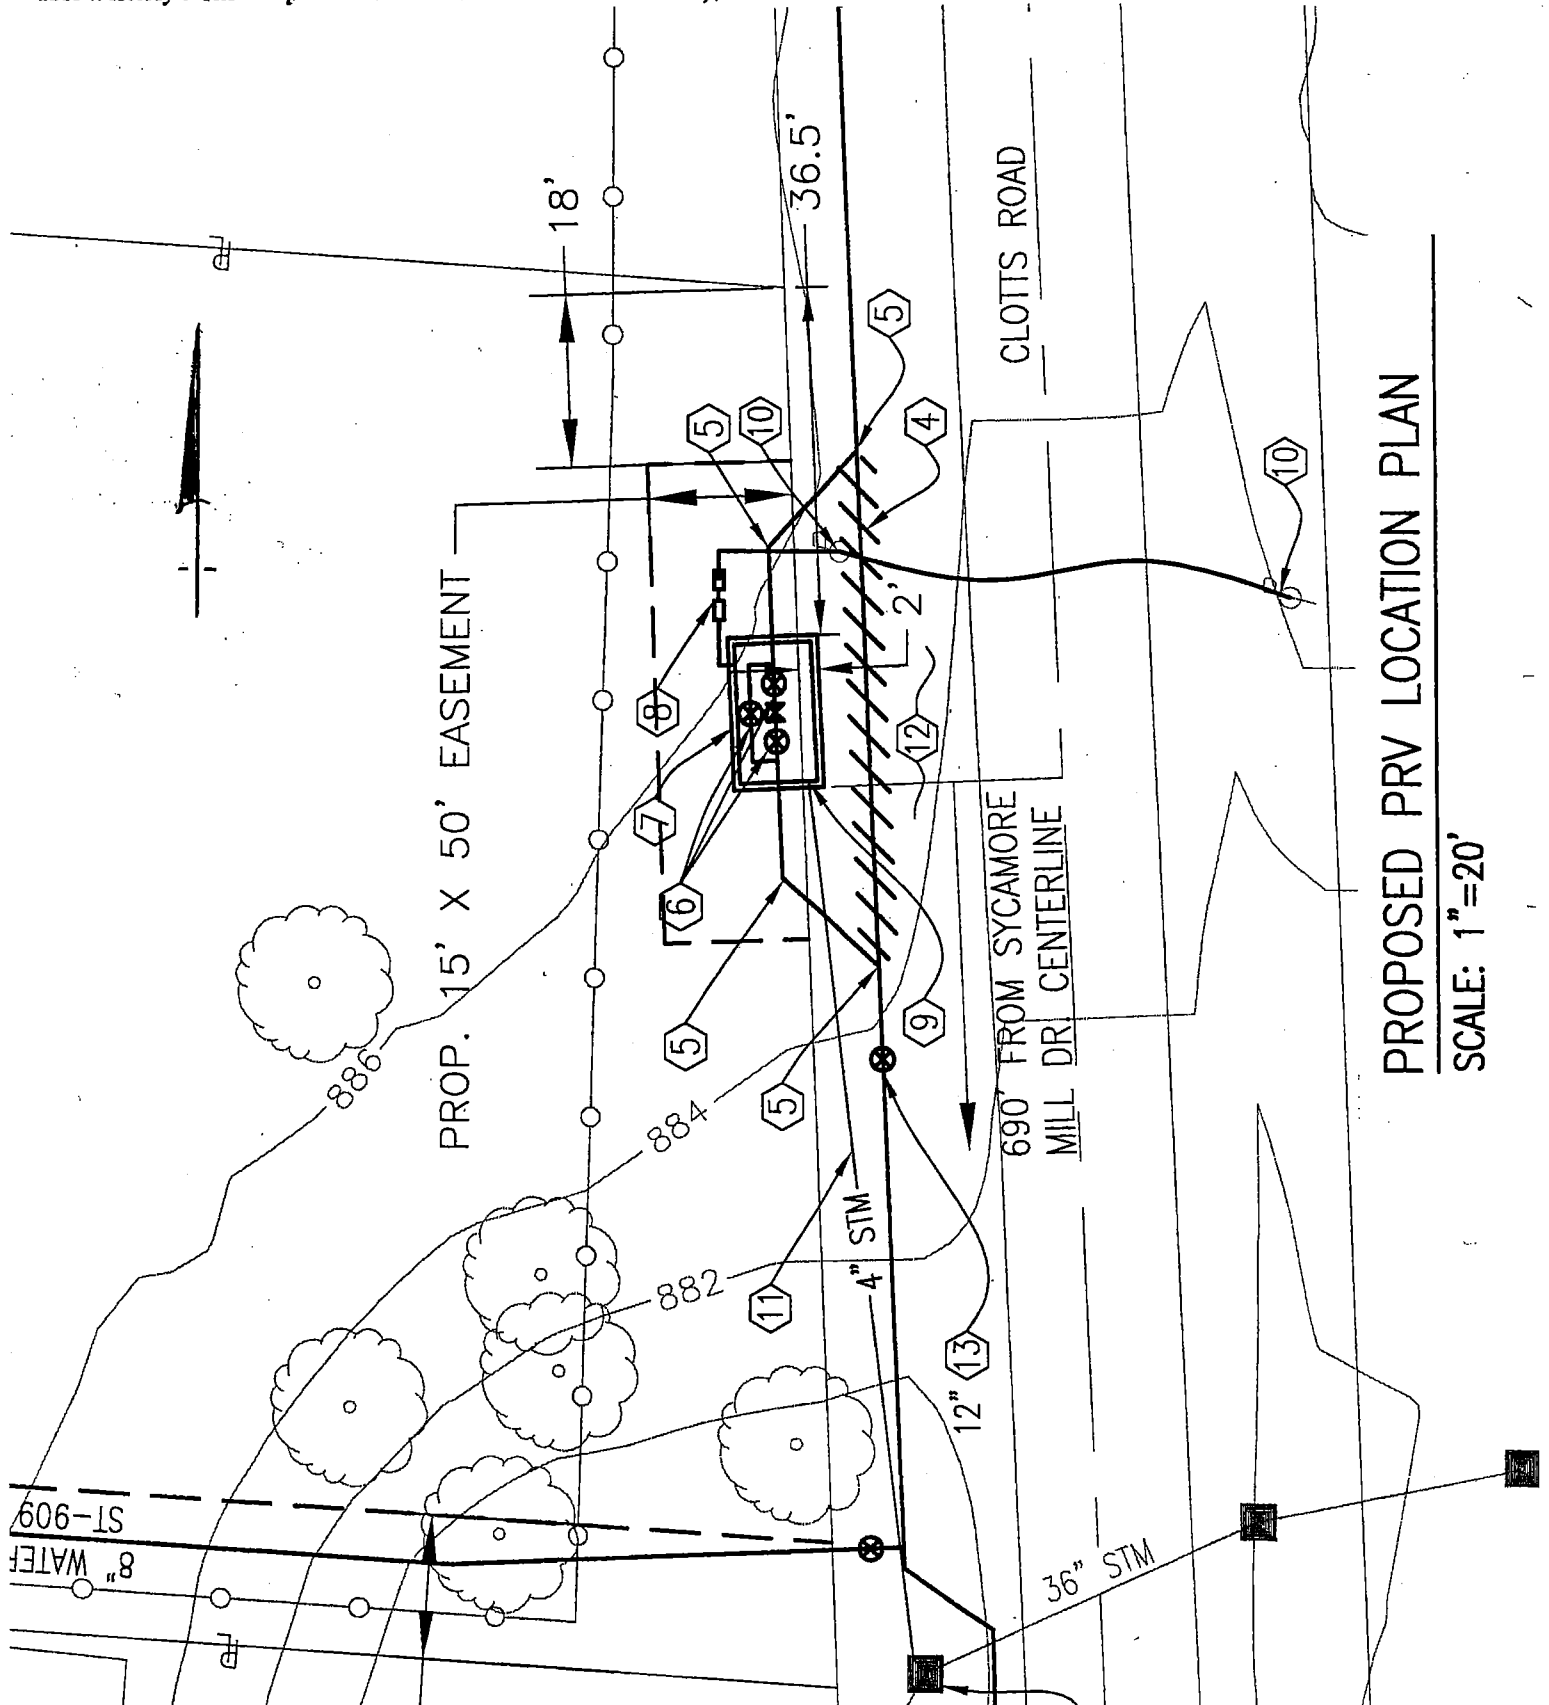 18'
36.5'
PROP. 15' X 50' EASEMENT
CLOTTS ROAD
5
10
5
4
10
8
2'
7
12
6
690' FROM SYCAMORE
MILL DR. CENTERLINE
5
9
5
886
884
882
11
4" STM
12"
13
ST-909
8" WATER
36" STM
PROPOSED PRV LOCATION PLAN
SCALE: 1"=20'